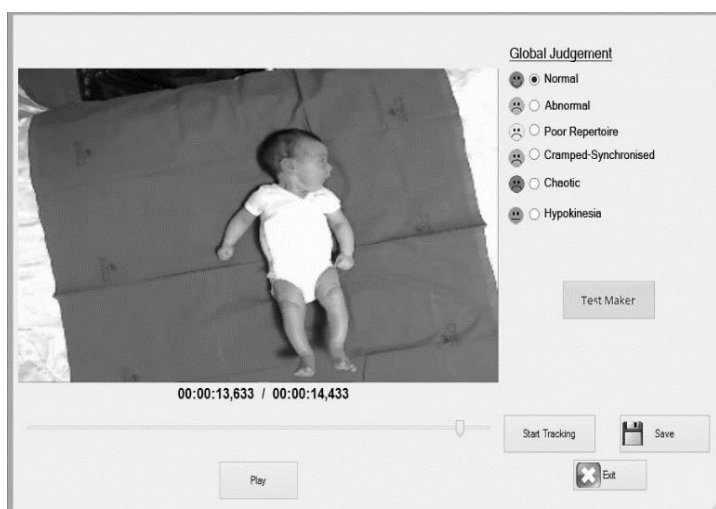 Global Judgement
Normal
Abnormal
Poor Repertoire
Cramped-Synchronised
Chaotic
Hypokinesia
Test Maker
00:00:13,633 / 00:00:14,433
Start Tracking
Save
Play
Exit